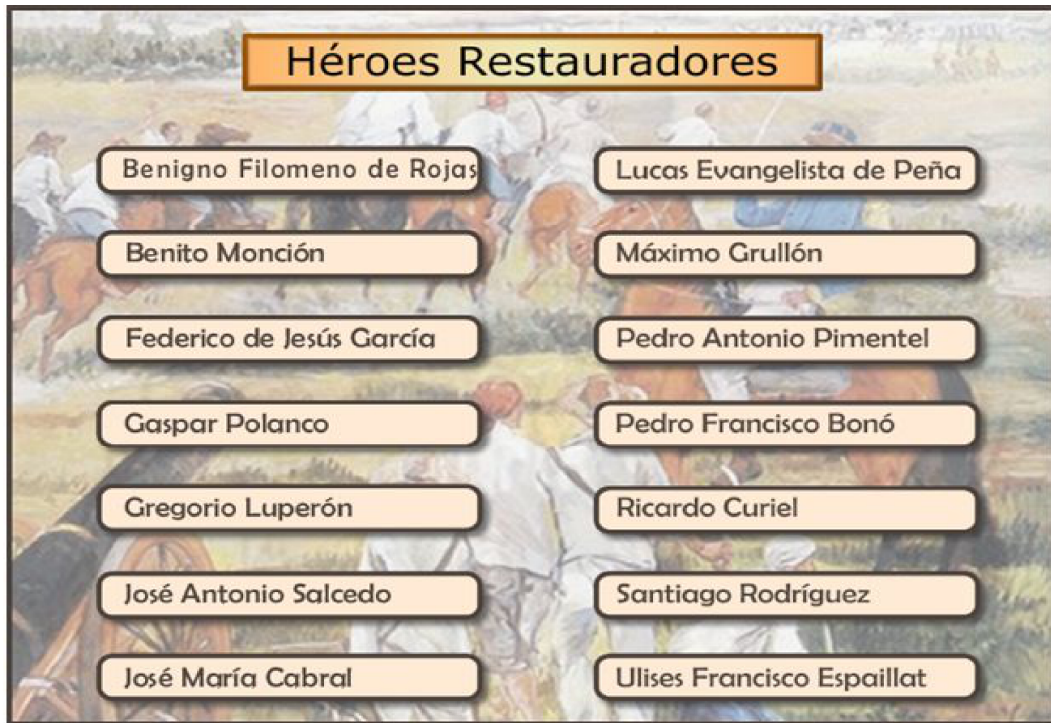 Héroes Restauradores
Benigno Filomeno de Rojas
Benito Monción
Federico de Jesús García
Gaspar Polanco
Gregorio Luperón
José Antonio Salcedo
José María Cabral
Lucas Evangelista de Peña
Máximo Grullón
Pedro Antonio Pimentel
Pedro Francisco Bonó
Ricardo Curiel
Santiago Rodríguez
Ulises Francisco Espaillat